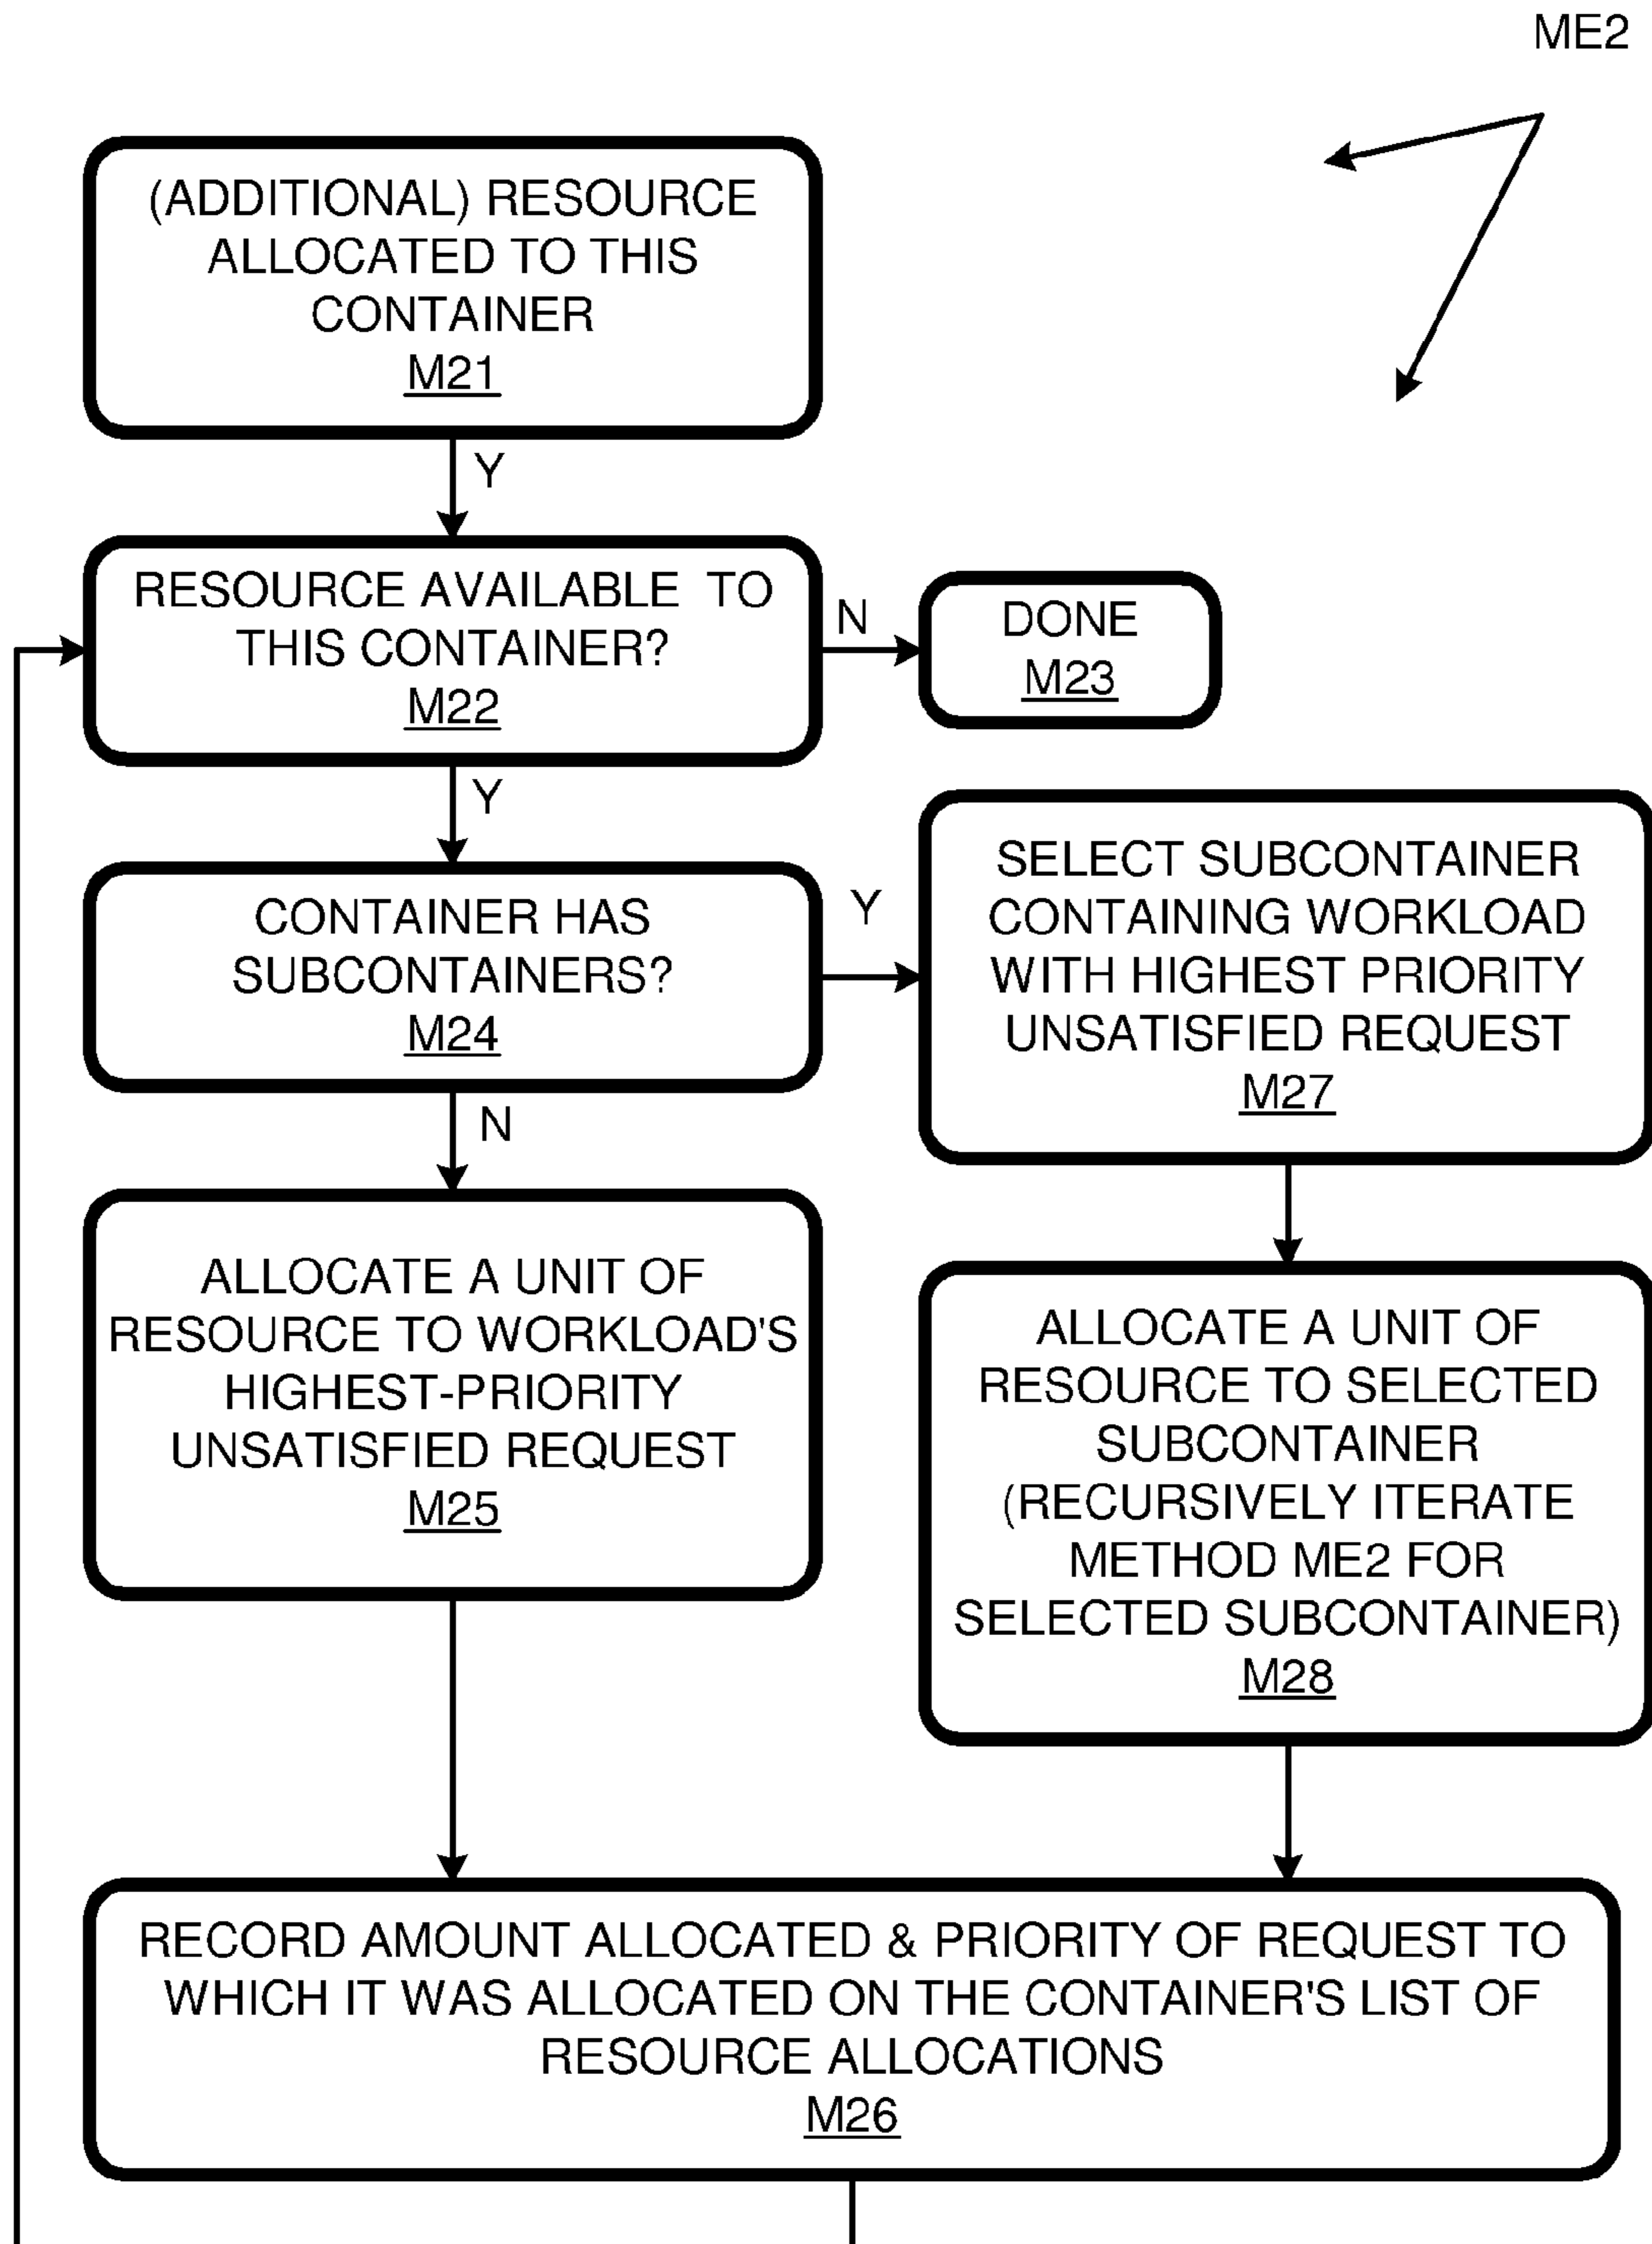 ME2
(ADDITIONAL) RESOURCE
ALLOCATED TO THIS
CONTAINER
M21
Y
RESOURCE AVAILABLE TO
THIS CONTAINER?
M22
N
DONE
M23
Y
CONTAINER HAS
SUBCONTAINERS?
M24
Y
SELECT SUBCONTAINER
CONTAINING WORKLOAD
WITH HIGHEST PRIORITY
UNSATISFIED REQUEST
M27
N
ALLOCATE A UNIT OF
RESOURCE TO WORKLOAD'S
HIGHEST-PRIORITY
UNSATISFIED REQUEST
M25
ALLOCATE A UNIT OF
RESOURCE TO SELECTED
SUBCONTAINER
(RECURSIVELY ITERATE
METHOD ME2 FOR
SELECTED SUBCONTAINER)
M28
RECORD AMOUNT ALLOCATED & PRIORITY OF REQUEST TO
WHICH IT WAS ALLOCATED ON THE CONTAINER'S LIST OF
RESOURCE ALLOCATIONS
M26